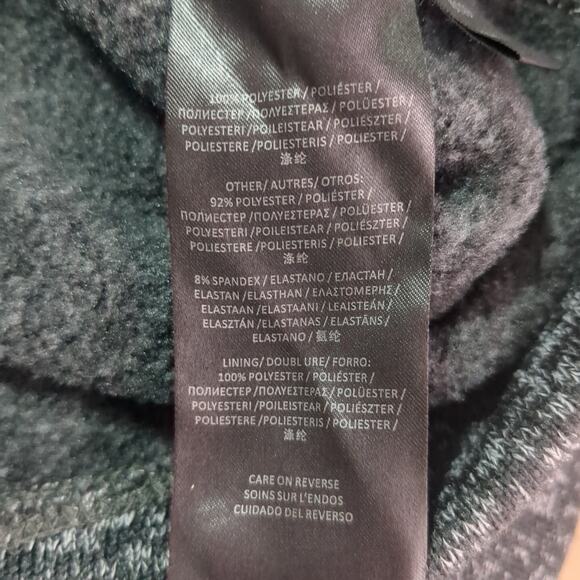 100% POLYESTER / POLIÉSTER /
ПОЛИЕСТЕР /ΠΟΛΥΕΣΤΕΡΑΣ / POLÜESTER /
POLYESTERI /POILEISTEAR / POLIÉSZTER /
POLIESTERE /POLIESTERIS / POLIESTER /
涤纶
OTHER/ AUTRES/ OTROS:
92% POLYESTER / POLIÉSTER /
ПОЛИЕСТЕР /ΠΟΛΥΕΣΤΕΡΑΣ / POLÜESTER /
POLYESTERI /POILEISTEAR / POLIÉSZTER /
POLIESTERE /POLIESTERIS / POLIESTER /
涤纶
8% SPANDEX / ELASTANO / ЕЛАСТАН /
ELASTAN /ELASTHAN / ΕΛΑΣΤΟΜΕΡΗΣ /
ELASTAAN /ELASTAANI / LEAISTEÁN /
ELASZTÁN /ELASTANAS / ELASTĀNS /
ELASTANO / 氨纶
LINING/ DOUBLURE/ FORRO:
100% POLYESTER / POLIÉSTER /
ПОЛИЕСТЕР /ΠΟΛΥΕΣΤΕΡΑΣ / POLÜESTER /
POLYESTERI /POILEISTEAR / POLIÉSZTER /
POLIESTERE /POLIESTERIS / POLIESTER /
涤纶
CARE ON REVERSE
SOINS SUR L'ENDOS
CUIDADO DEL REVERSO